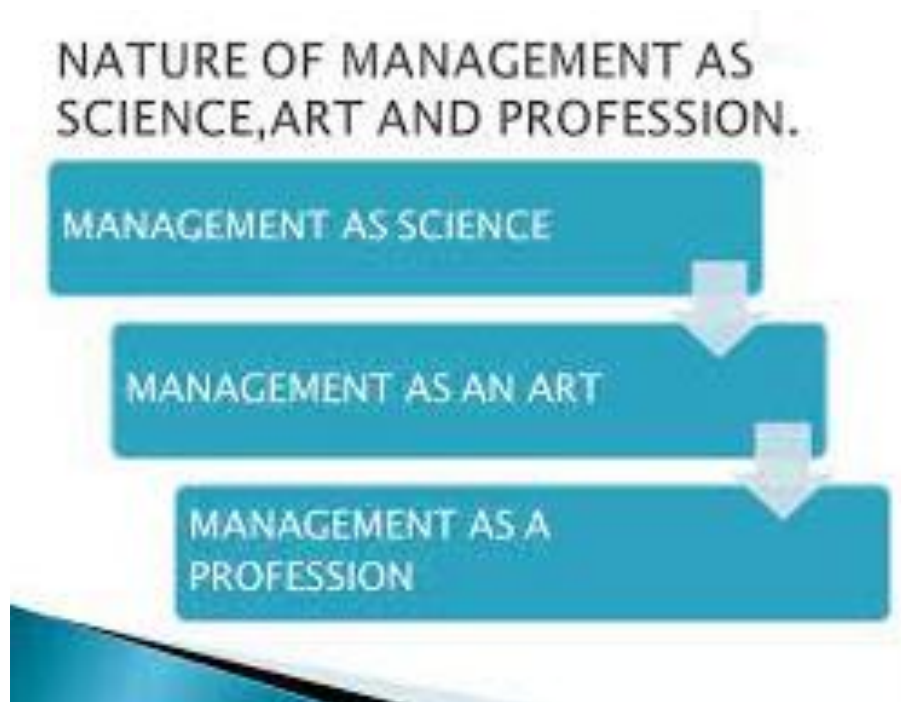 NATURE OF MANAGEMENT AS
SCIENCE,ART AND PROFESSION.
MANAGEMENT AS SCIENCE
MANAGEMENT AS AN ART
MANAGEMENT AS A
PROFESSION